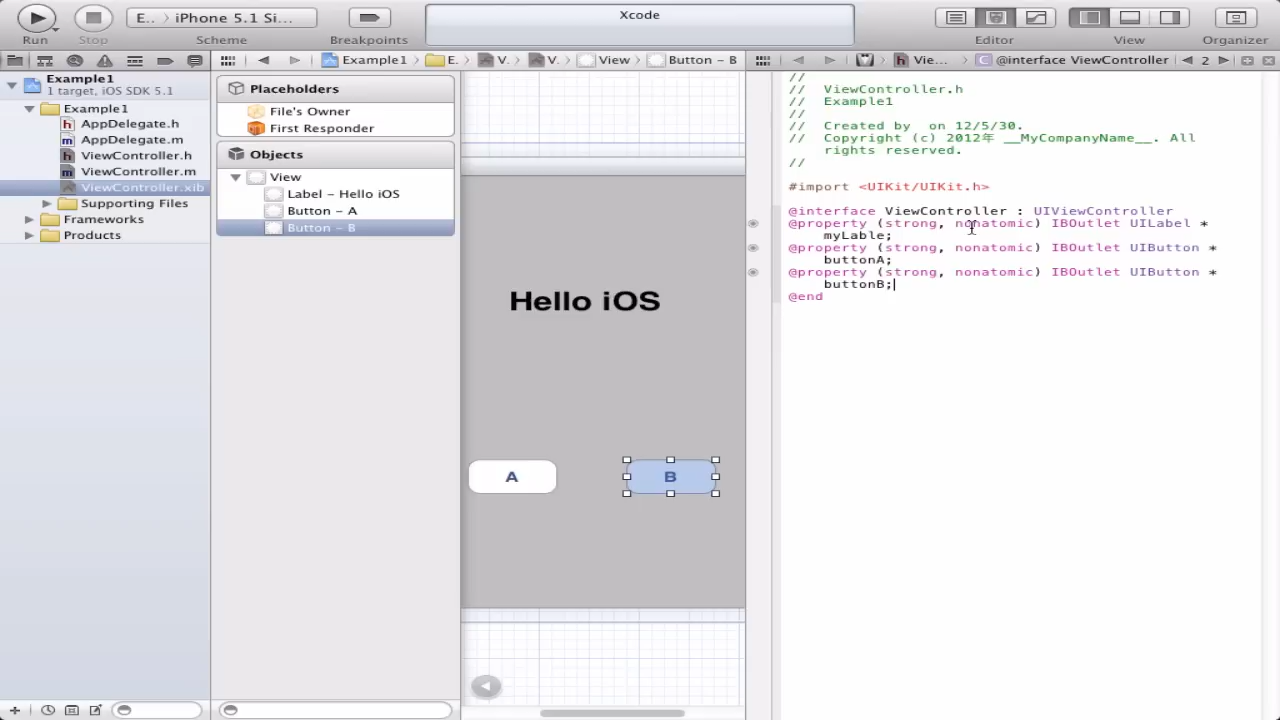 Xcode
E.. > iPhone 5.1 Si...
Run
Stop
Scheme
Breakpoints
Editor
View
Organizer
Example1 > E. > V. > V. > View > Button - B
Vie... > @interface ViewController
2
Example1
1 target, iOS SDK 5.1
Example1
AppDelegate.h
AppDelegate.m
ViewController.h
ViewController.m
ViewController.xib
Supporting Files
Frameworks
Products
Placeholders
File's Owner
First Responder
Objects
View
Label - Hello iOS
Button - A
Button - B
Hello iOS
A
B
//
// ViewController.h
// Example1
//
// Created by on 12/5/30.
// Copyright (c) 2012年 __MyCompanyName__. All
rights reserved.
//
#import <UIKit/UIKit.h>
@interface ViewController : UIViewController
@property (strong, nonatomic) IBOutlet UILabel *
myLable;
@property (strong, nonatomic) IBOutlet UIButton *
buttonA;
@property (strong, nonatomic) IBOutlet UIButton *
buttonB;
@end